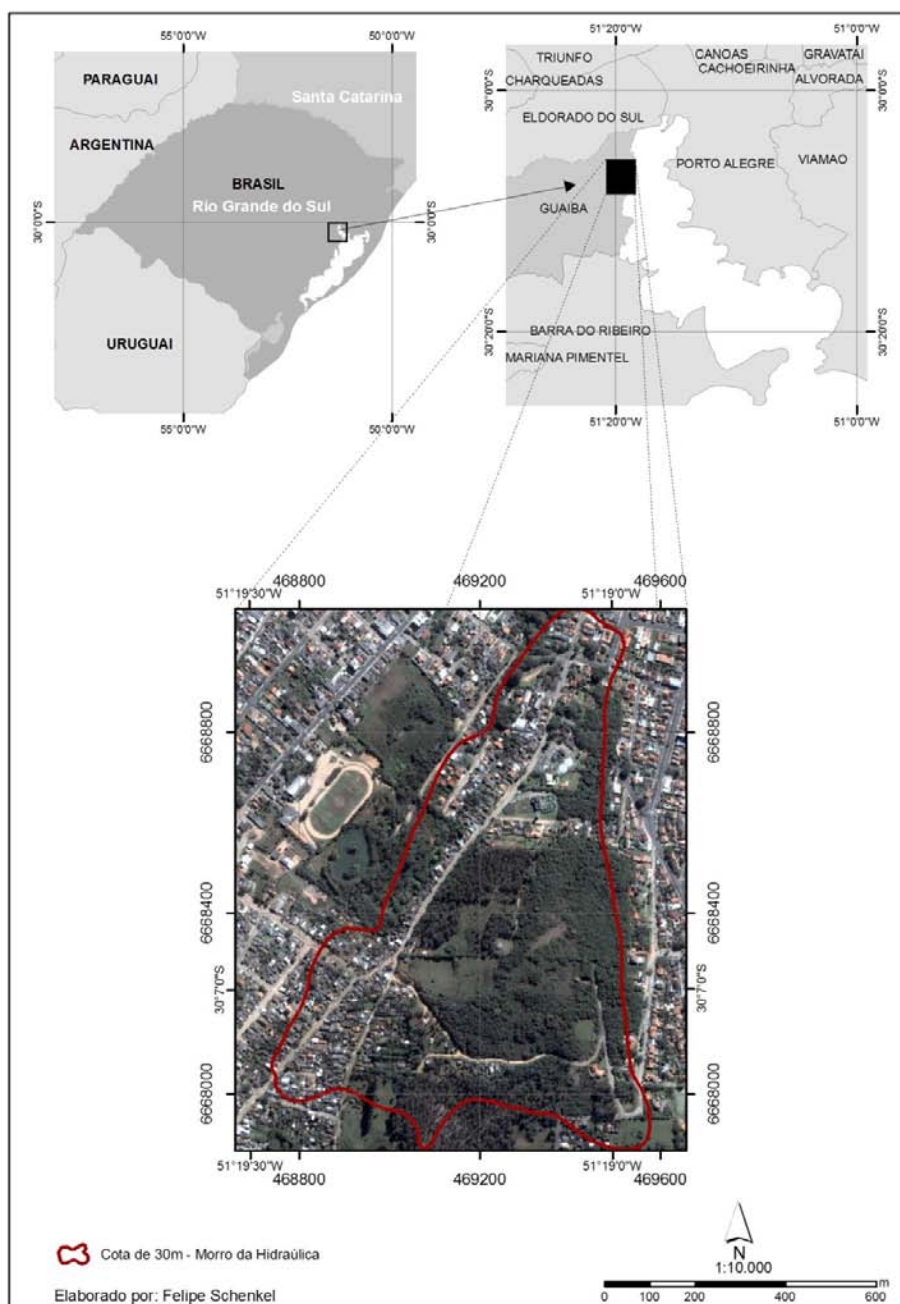 55°0'0"W
50°0'0"W
PARAGUAI
Santa Catarina
ARGENTINA
BRASIL
Rio Grande do Sul
30°0'0"S
30°0'0"S
URUGUAI
55°0'0"W
50°0'0"W
51°20'0"W
51°0'0"W
TRIUNFO
CANOAS
GRAVATAI
CHARQUEADAS
CACHOEIRINHA
ALVORADA
30°0'0"S
30°0'0"S
ELDORADO DO SUL
PORTO ALEGRE
VIAMAO
GUAIBA
BARRA DO RIBEIRO
30°20'0"S
30°20'0"S
MARIANA PIMENTEL
51°20'0"W
51°0'0"W
468800
469200
469600
51°19'30"W
51°19'0"W
6668800
6668800
6668400
6668400
30°7'0"S
30°7'0"S
6668000
6668000
51°19'30"W
51°19'0"W
468800
469200
469600
Cota de 30m - Morro da Hidraúlica
N
1:10.000
m
0 100 200 400 600
Elaborado por: Felipe Schenkel